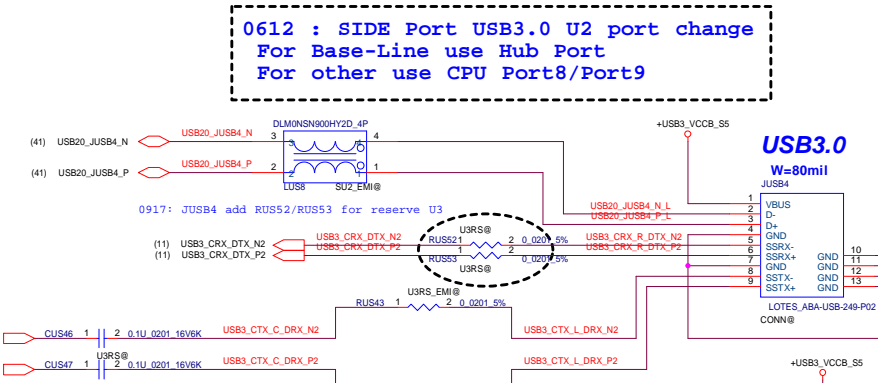 0612 : SIDE Port USB3.0 U2 port change
For Base-Line use Hub Port
For other use CPU Port8/Port9
DLM0NSN900HY2D_4P
+USB3_VCCB_S5
USB3.0
W=80mil
JUSB4
(41) USB20_JUSB4_N USB20_JUSB4_N 3 3 4 4
(41) USB20_JUSB4_P USB20_JUSB4_P 2 2 1 1
LUS8 SU2_EMI@
0917: JUSB4 add RUS52/RUS53 for reserve U3
USB20_JUSB4_N_L
USB20_JUSB4_P_L
1 VBUS
2 D-
3 D+
4 GND
5 SSRX-
6 SSRX+ GND 10
7 GND GND 11
8 SSTX- GND 12
9 SSTX+ GND 13
U3RS@
(11) USB3_CRX_DTX_N2 USB3_CRX_DTX_N2 RUS52 1 2 0_0201_5% USB3_CRX_R_DTX_N2
(11) USB3_CRX_DTX_P2 USB3_CRX_DTX_P2 RUS53 1 2 0_0201_5% USB3_CRX_R_DTX_P2
U3RS@
U3RS_EMI@
RUS43 1 2 0_0201_5%
LOTES_ABA-USB-249-P02
CONN@
CUS46 1 2 0.1U_0201_16V6K USB3_CTX_C_DRX_N2 USB3_CTX_L_DRX_N2
U3RS@
CUS47 1 2 0.1U_0201_16V6K USB3_CTX_C_DRX_P2 USB3_CTX_L_DRX_P2
+USB3_VCCB_S5